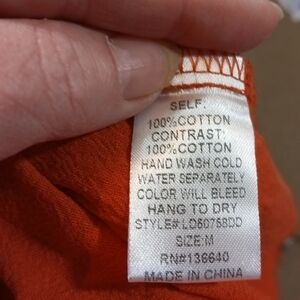 SELF:
100%COTTON
CONTRAST:
100%COTTON
HAND WASH COLD
WATER SEPARATELY
COLOR WILL BLEED
HANG TO DRY
STYLE# LD50758DD
SIZE:M
RN#136640
MADE IN CHINA